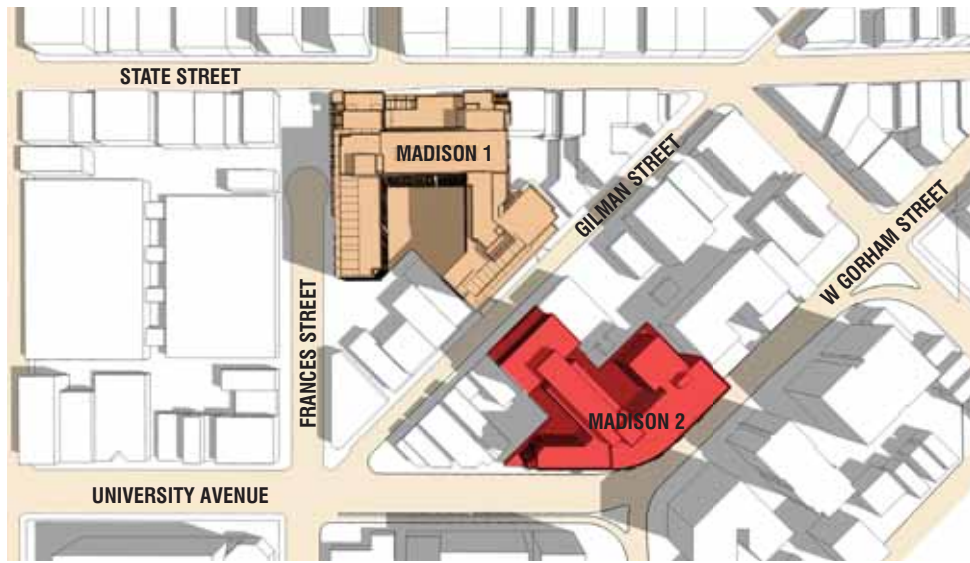 STATE STREET
MADISON 1
GILMAN STREET
W GORHAM STREET
FRANCES STREET
MADISON 2
UNIVERSITY AVENUE